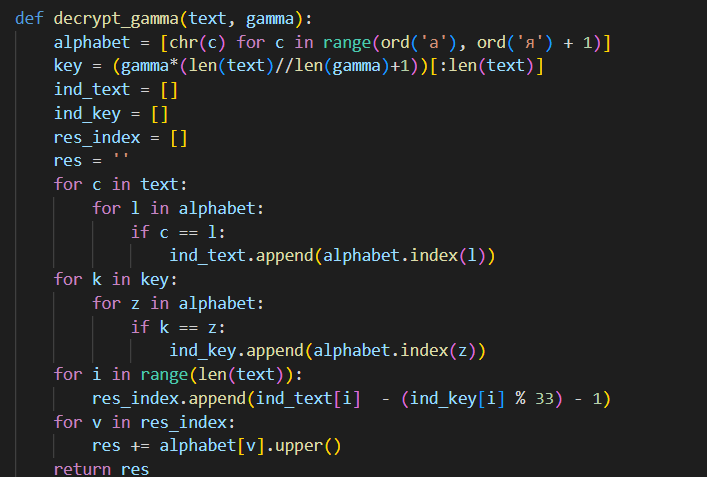 def decrypt_gamma(text, gamma):
    alphabet = [chr(c) for c in range(ord('а'), ord('я') + 1)]
    key = (gamma*(len(text)//len(gamma)+1))[:len(text)]
    ind_text = []
    ind_key = []
    res_index = []
    res = ''
    for c in text:
        for l in alphabet:
            if c == l:
                ind_text.append(alphabet.index(l))
    for k in key:
        for z in alphabet:
            if k == z:
                ind_key.append(alphabet.index(z))
    for i in range(len(text)):
        res_index.append(ind_text[i]  - (ind_key[i] % 33) - 1)
    for v in res_index:
        res += alphabet[v].upper()
    return res